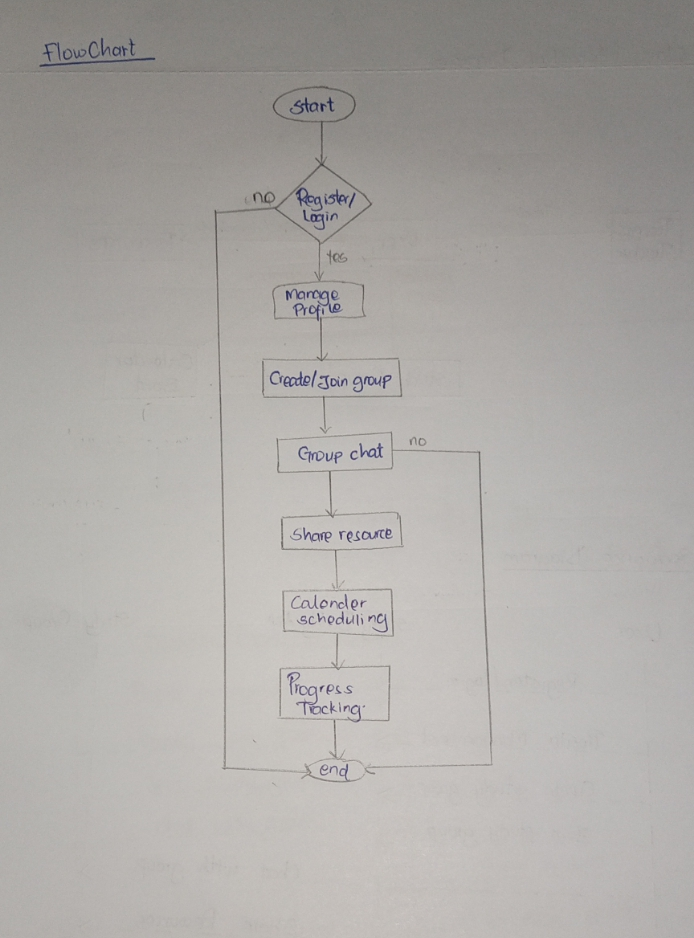 FlowChart
Start
no
Register/
Login
Yes
Manage
Profile
Create/Join group
no
Group chat
Share resource
Calender
scheduling
Progress
Tracking.
end